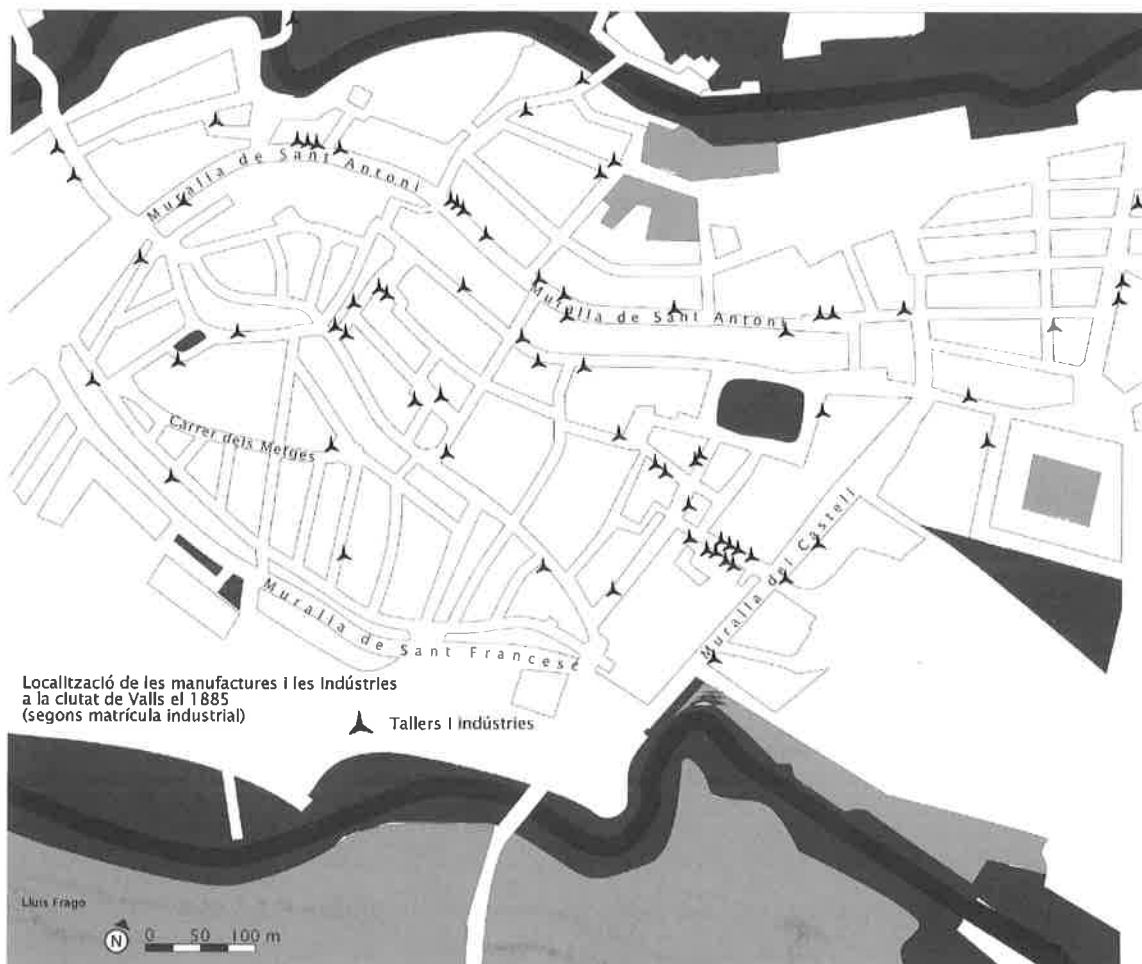 Muralla de Sant Antoni
Muralla de Sant Antoni
Carrer dels Metges
Muralla del Castell
Muralla de Sant Francesc
Localització de les manufactures i les indústries
a la ciutat de Valls el 1885
(segons matrícula industrial)
Tallers i indústries
Lluís Frago
N 0 50 100 m